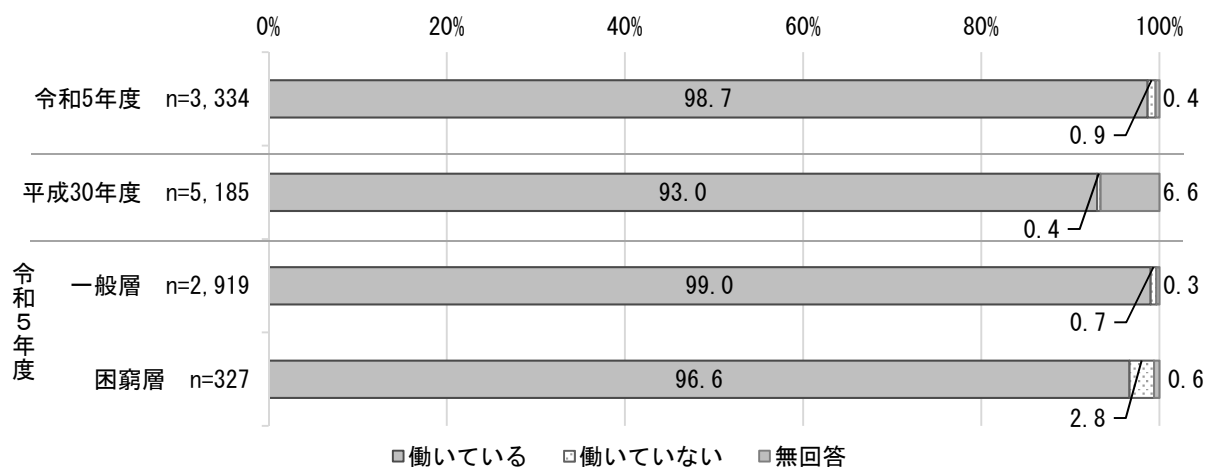 0% 20% 40% 60% 80% 100%
令和5年度 n=3,334 98.7 0.4
0.9
平成30年度 n=5,185 93.0 6.6
0.4
令和５年度
一般層 n=2,919 99.0 0.3
0.7
困窮層 n=327 96.6 0.6
2.8
働いている 働いていない 無回答